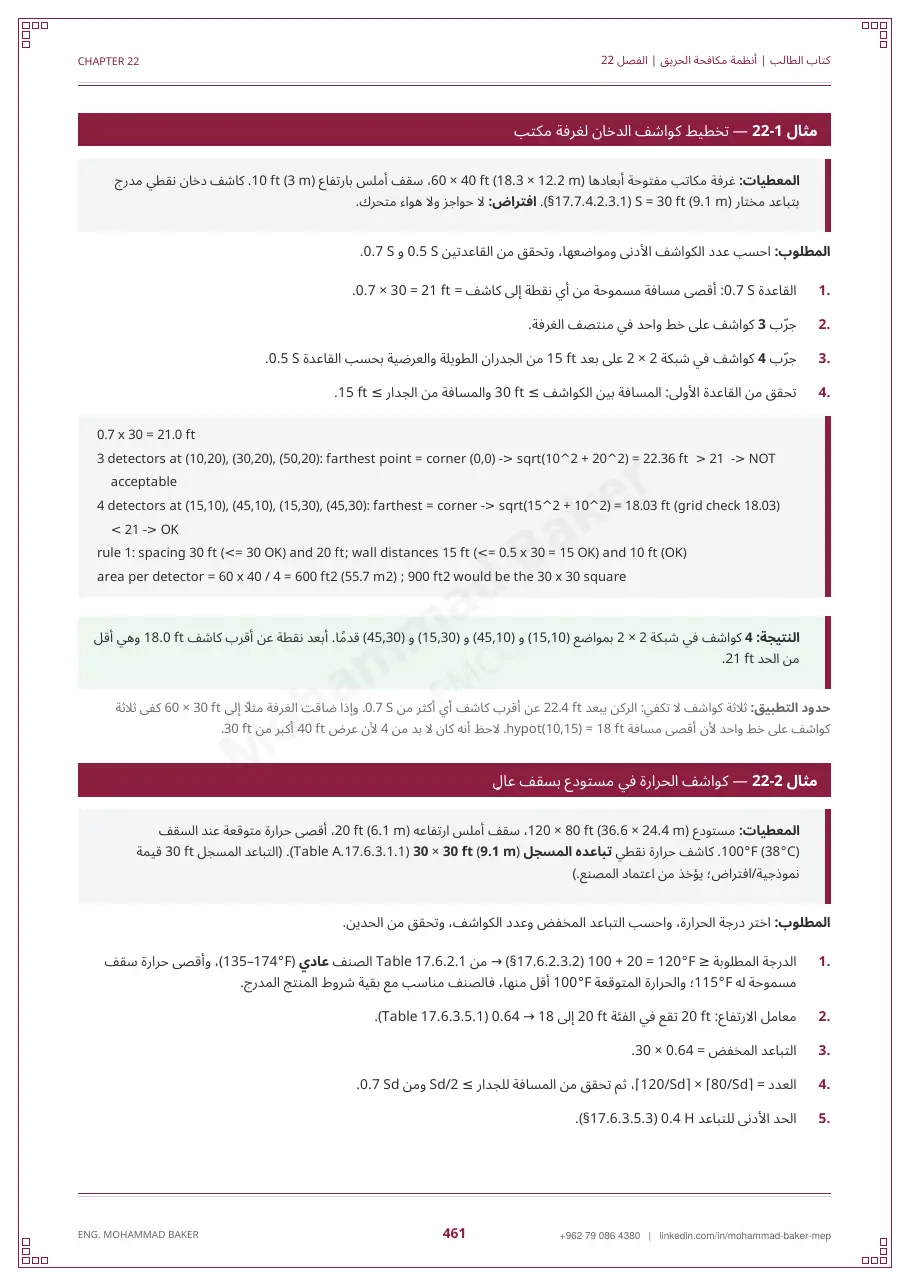 كتاب الطالب | أنظمة مكافحة الحريق | الفصل 22
CHAPTER 22
مثال 1-22 — تخطيط كواشف الدخان لغرفة مكتب
المعطيات: غرفة مكاتب مفتوحة أبعادها 60 × 40 ft (18.3 × 12.2 m)، سقف أملس بارتفاع 10 ft (3 m). كاشف دخان نقطي مدرج
بتباعد مختار S = 30 ft (9.1 m) (§17.7.4.2.3.1). افتراض: لا حواجز ولا هواء متحرك.
المطلوب: احسب عدد الكواشف الأدنى ومواضعها، وتحقق من القاعدتين 0.5 S و 0.7 S.
1. القاعدة 0.7 S: أقصى مسافة مسموحة من أي نقطة إلى كاشف = 0.7 × 30 = 21 ft.
2. جرّب 3 كواشف على خط واحد في منتصف الغرفة.
3. جرّب 4 كواشف في شبكة 2 × 2 على بعد 15 ft من الجدران الطويلة والعرضية بحسب القاعدة 0.5 S.
4. تحقق من القاعدة الأولى: المسافة بين الكواشف ≤ 30 ft والمسافة من الجدار ≤ 15 ft.
0.7 x 30 = 21.0 ft
3 detectors at (10,20), (30,20), (50,20): farthest point = corner (0,0) -> sqrt(10^2 + 20^2) = 22.36 ft > 21 -> NOT
acceptable
4 detectors at (15,10), (45,10), (15,30), (45,30): farthest = corner -> sqrt(15^2 + 10^2) = 18.03 ft (grid check 18.03)
< 21 -> OK
rule 1: spacing 30 ft (<= 30 OK) and 20 ft; wall distances 15 ft (<= 0.5 x 30 = 15 OK) and 10 ft (OK)
area per detector = 60 x 40 / 4 = 600 ft2 (55.7 m2) ; 900 ft2 would be the 30 x 30 square
النتيجة: 4 كواشف في شبكة 2 × 2 بمواضع (15,10) و (45,10) و (15,30) و (45,30) قدمًا. أبعد نقطة عن أقرب كاشف 18.0 ft وهي أقل
من الحد 21 ft.
حدود التطبيق: ثلاثة كواشف لا تكفي: الركن يبعد 22.4 ft عن أقرب كاشف أي أكثر من 0.7 S. وإذا ضاقت الغرفة مثلًا إلى 60 × 30 ft كفى ثلاثة
كواشف على خط واحد لأن أقصى مسافة hypot(10,15) = 18 ft. لاحظ أنه كان لا بد من 4 لأن عرض 40 ft أكبر من 30 ft.
مثال 2-22 — كواشف الحرارة في مستودع بسقف عالٍ
المعطيات: مستودع 120 × 80 ft (36.6 × 24.4 m)، سقف أملس ارتفاعه 20 ft (6.1 m)، أقصى حرارة متوقعة عند السقف
100°F (38°C). كاشف حرارة نقطي تباعده المسجل 30 × 30 ft (9.1 m) (Table A.17.6.3.1.1). (التباعد المسجل 30 ft قيمة
نموذجية/افتراض؛ يؤخذ من اعتماد المصنع.)
المطلوب: اختر درجة الحرارة، واحسب التباعد المخفض وعدد الكواشف، وتحقق من الحدين.
1. الدرجة المطلوبة ≥ 100 + 20 = 120°F (§17.6.2.3.2) → من Table 17.6.2.1 الصنف عادي (135–174°F)، وأقصى حرارة سقف
مسموحة له 115°F؛ والحرارة المتوقعة 100°F أقل منها، فالصنف مناسب مع بقية شروط المنتج المدرج.
2. معامل الارتفاع: 20 ft تقع في الفئة 18 إلى 20 ft → 0.64 (Table 17.6.3.5.1).
3. التباعد المخفض = 0.64 × 30.
4. العدد = ⌈120/Sd⌉ × ⌈80/Sd⌉، ثم تحقق من المسافة للجدار ≤ Sd/2 ومن 0.7 Sd.
5. الحد الأدنى للتباعد 0.4 H (§17.6.3.5.3).
Mohammad Baker
ENG. MOHAMMAD BAKER
461
+962 79 086 4380 | linkedin.com/in/mohammad-baker-mep